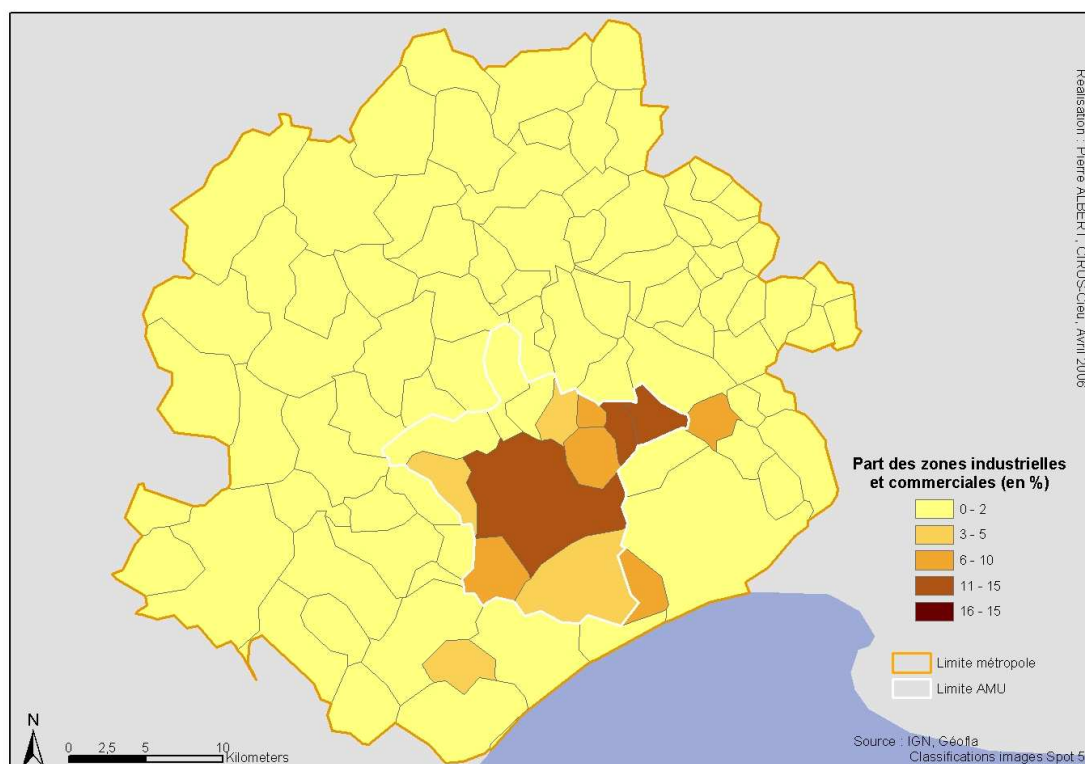 Réalisation : Pierre ALBERT, CIRUS-Cieu, Avril 2006
Part des zones industrielles
et commerciales (en %)
0 - 2
3 - 5
6 - 10
11 - 15
16 - 15
Limite métropole
Limite AMU
N
0 2,5 5 10
Kilometers
Source : IGN, Géofla
Classifications images Spot 5